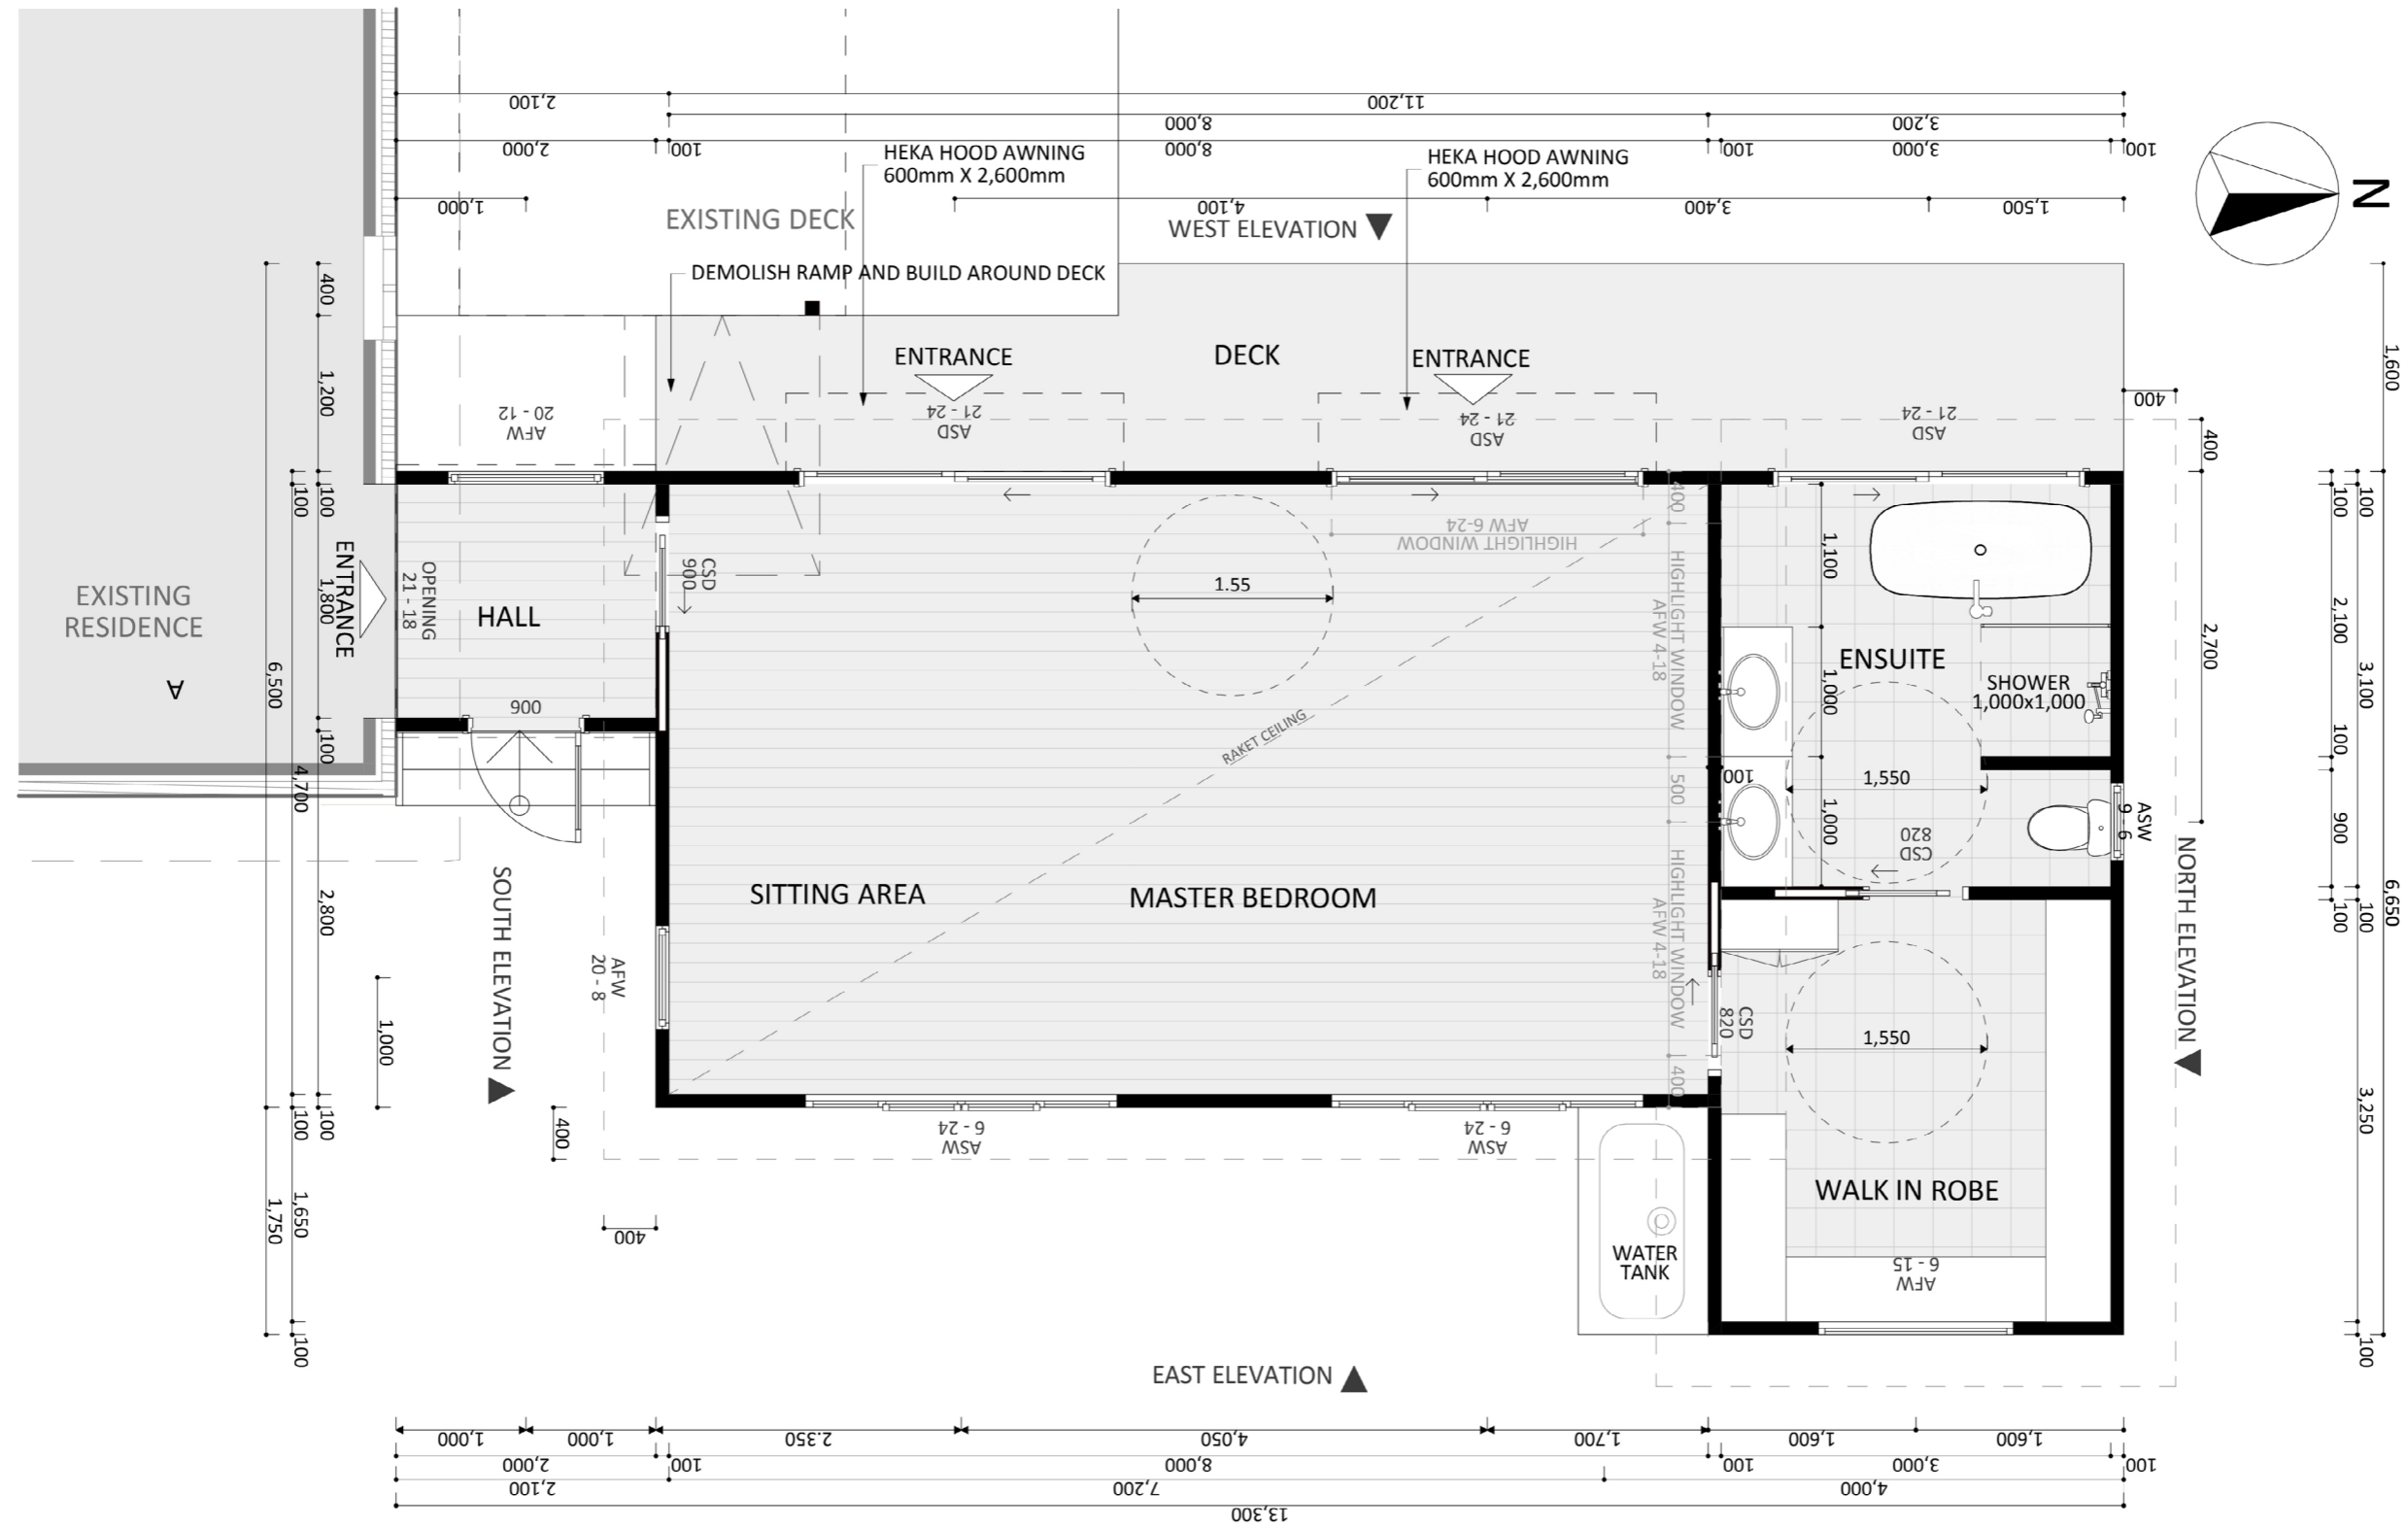 2,100
11,200
8,000
3,200
2,000
100
8,000
100
3,000
100
HEKA HOOD AWNING
600mm X 2,600mm
HEKA HOOD AWNING
600mm X 2,600mm
N
1,000
4,100
3,400
1,500
EXISTING DECK
WEST ELEVATION
DEMOLISH RAMP AND BUILD AROUND DECK
400
1,200
1,600
400
400
ENTRANCE
DECK
ENTRANCE
AFW
20 - 12
ASD
21 - 24
ASD
21 - 24
ASD
21 - 24
100
100
100
100
400
HIGHLIGHT WINDOW
AFW 6-24
EXISTING
RESIDENCE
A
ENTRANCE
1,800
OPENING
21 - 18
HALL
CSD
900
1.55
HIGHLIGHT WINDOW
AFW 4-18
1,100
2,100
2,700
3,100
ENSUITE
SHOWER
1,000x1,000
1,000
6,500
900
RAKET CEILING
100
4,700
500
100
1,550
1,000
100
900
ASW
9 - 6
CSD
820
2,800
SITTING AREA
MASTER BEDROOM
HIGHLIGHT WINDOW
AFW 4-18
100
100
6,650
SOUTH ELEVATION
NORTH ELEVATION
AFW
20 - 8
CSD
820
1,550
1,000
400
3,250
100
100
400
ASW
6 - 24
ASW
6 - 24
WALK IN ROBE
1,750
1,650
400
WATER
TANK
AFW
6 - 15
100
100
EAST ELEVATION
1,000
1,000
2.350
4,050
1,700
1,600
1,600
2,000
100
8,000
100
3,000
100
2,100
7,200
4,000
13,300